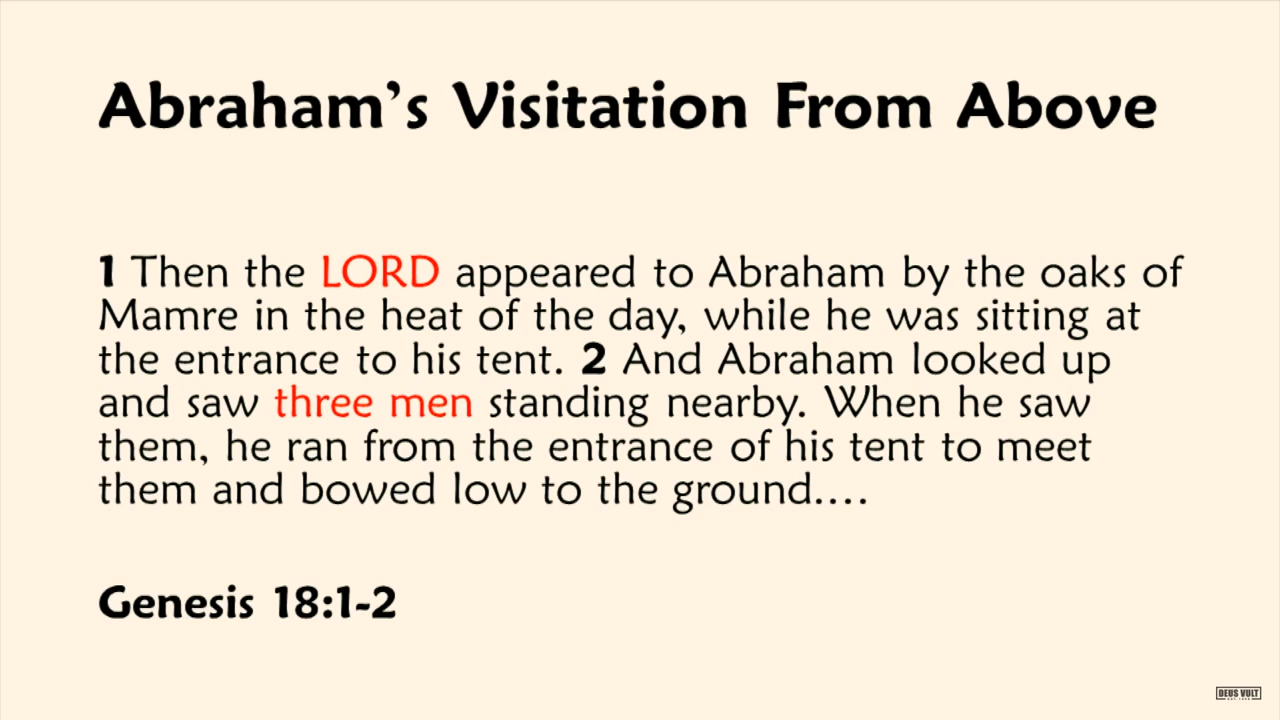 Abraham’s Visitation From Above
1 Then the LORD appeared to Abraham by the oaks of
Mamre in the heat of the day, while he was sitting at
the entrance to his tent. 2 And Abraham looked up
and saw three men standing nearby. When he saw
them, he ran from the entrance of his tent to meet
them and bowed low to the ground….
Genesis 18:1-2
DEUS VULT